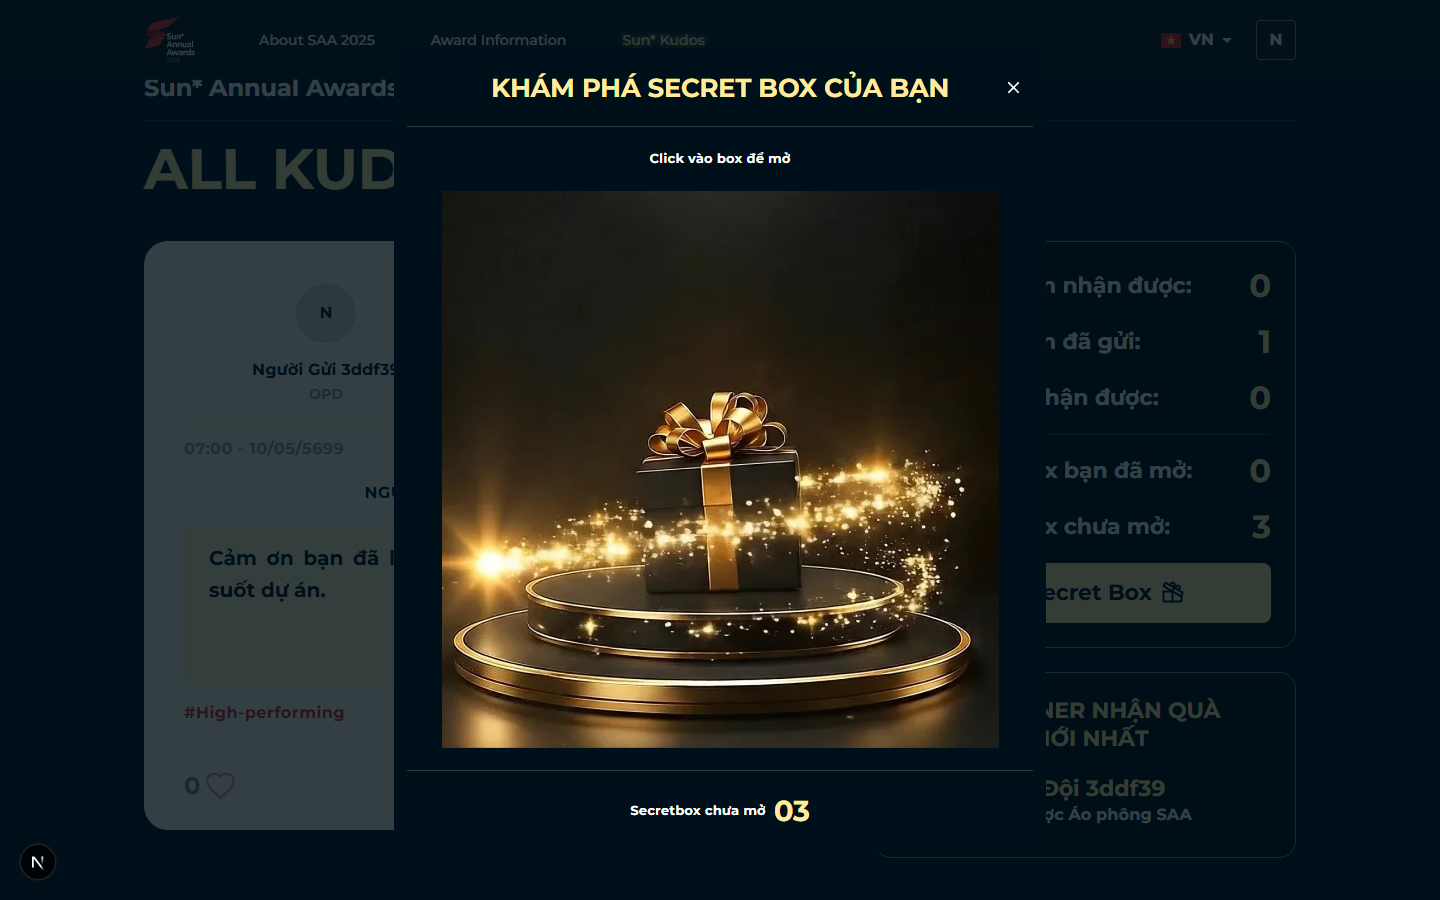 Sun*
Annual
Awards
About SAA 2025
Award Information
Sun* Kudos
VN
N
Sun* Annual Awards
KHÁM PHÁ SECRET BOX CỦA BẠN
Click vào box để mở
ALL KUD
N
Người Gửi 3ddf39
OPD
07:00 - 10/05/5699
NGƯ
Cảm ơn bạn đã
suốt dự án.
#High-performing
0
nhận được:
0
đã gửi:
1
hận được:
0
x bạn đã mở:
0
x chưa mở:
3
ecret Box
NER NHẬN QUÀ
ỚI NHẤT
Đội 3ddf39
ợc Áo phông SAA
Secretbox chưa mở 03
N